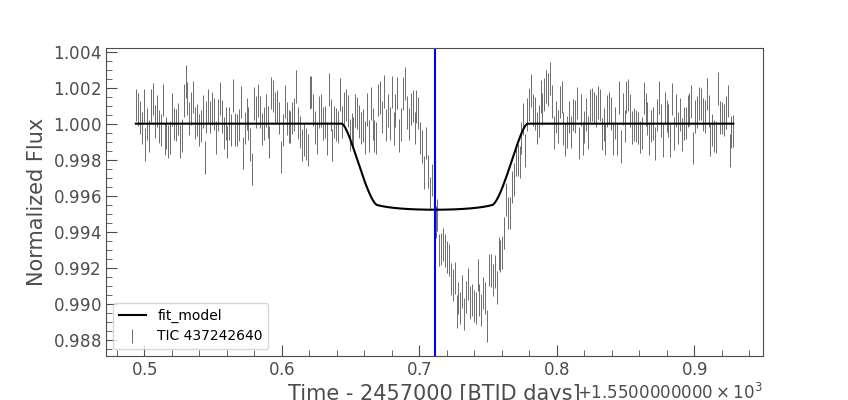 1.004
1.002
1.000
0.998
0.996
0.994
0.992
0.990
0.988
Normalized Flux
fit_model
TIC 437242640
0.5 0.6 0.7 0.8 0.9
Time - 2457000 [BTJD days]
+1.5500000000 × 10³